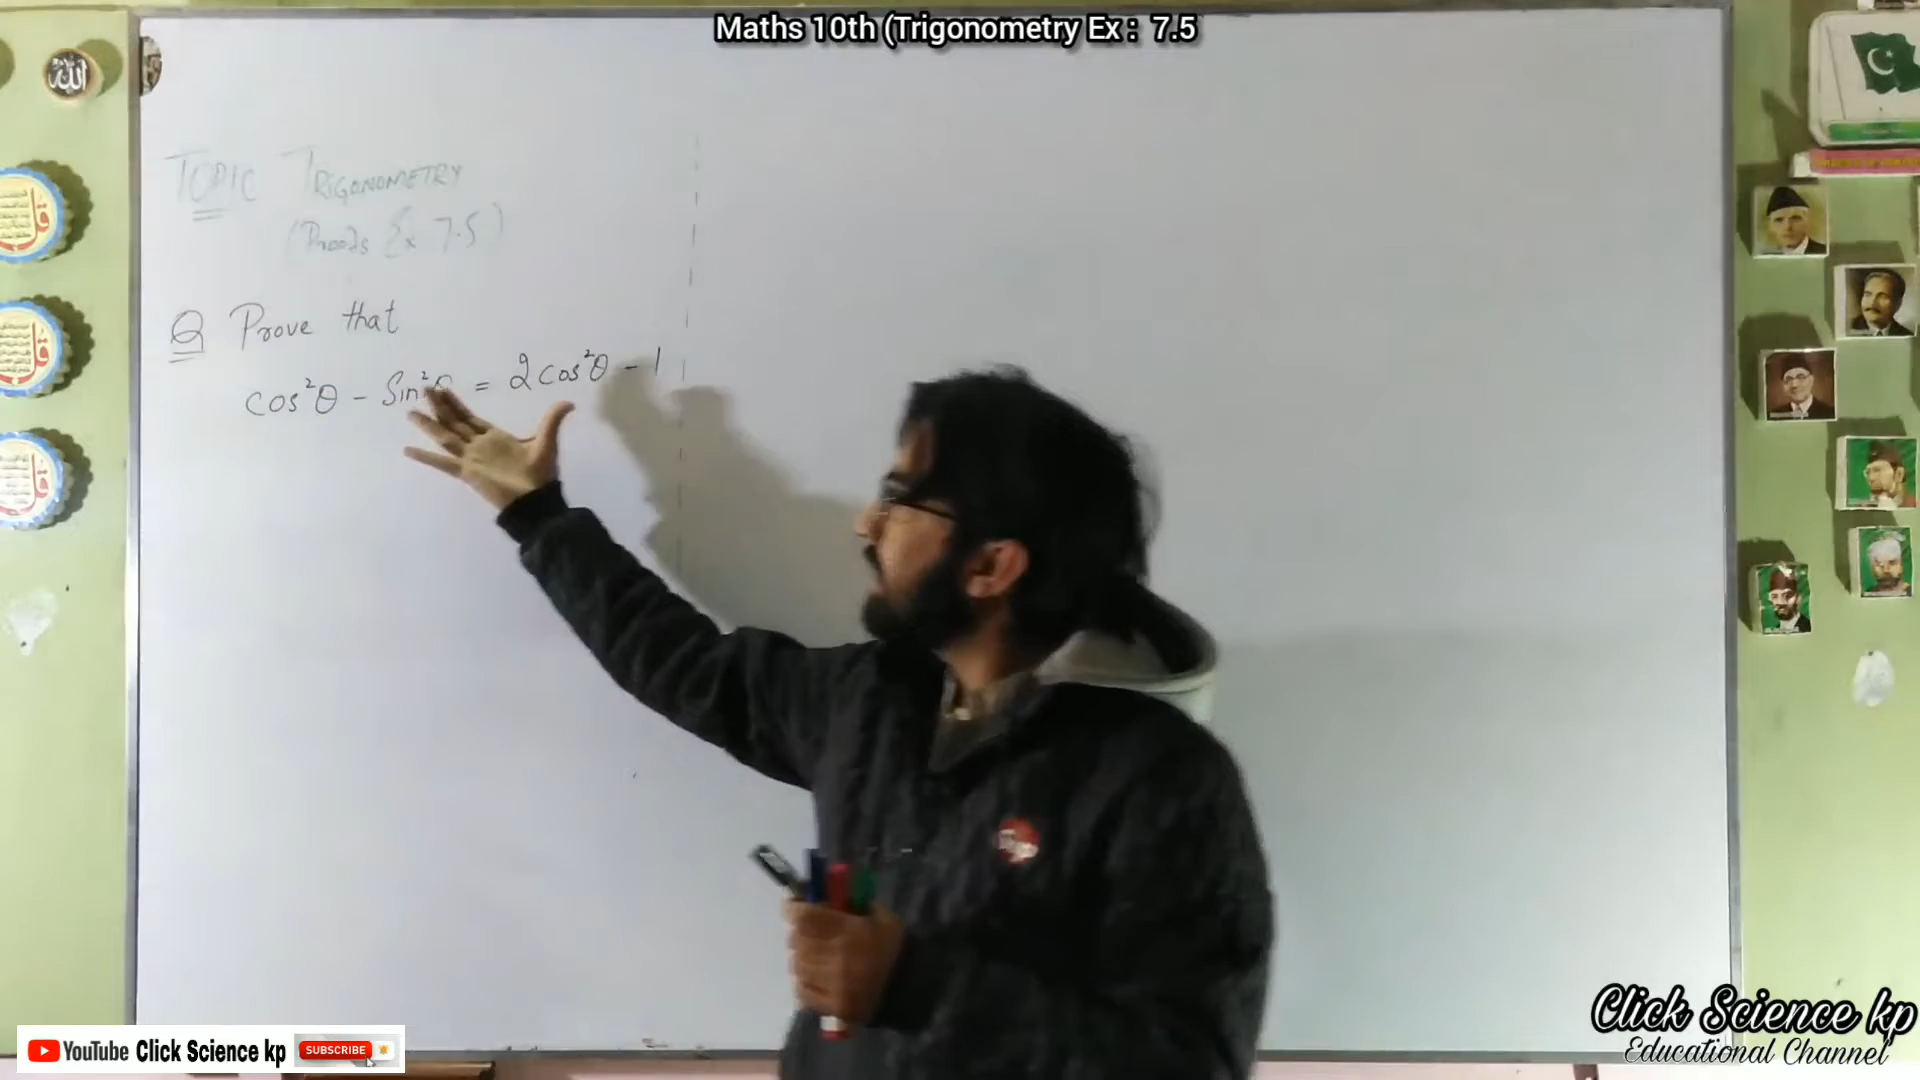 Maths 10th (Trigonometry Ex : 7.5
TOPIC TRIGONOMETRY
(Proofs Ex 7.5)
Q Prove that
cos²θ - Sin²θ = 2cos²θ - 1
الله
YouTube Click Science kp SUBSCRIBE
Click Science kp
Educational Channel